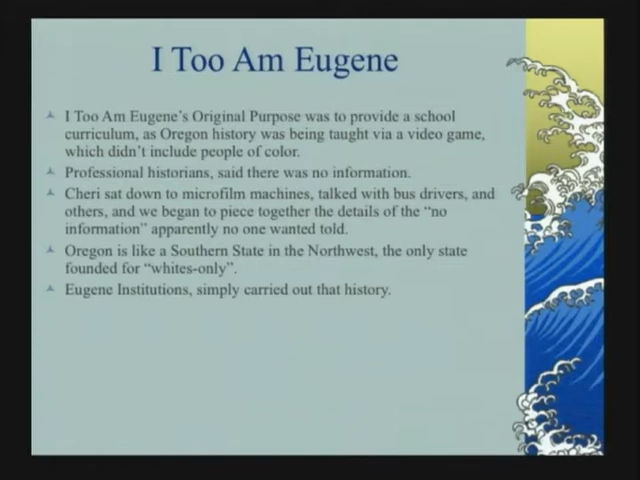 I Too Am Eugene
I Too Am Eugene's Original Purpose was to provide a school
curriculum, as Oregon history was being taught via a video game,
which didn't include people of color.
Professional historians, said there was no information.
Cheri sat down to microfilm machines, talked with bus drivers, and
others, and we began to piece together the details of the “no
information” apparently no one wanted told.
Oregon is like a Southern State in the Northwest, the only state
founded for “whites-only”.
Eugene Institutions, simply carried out that history.